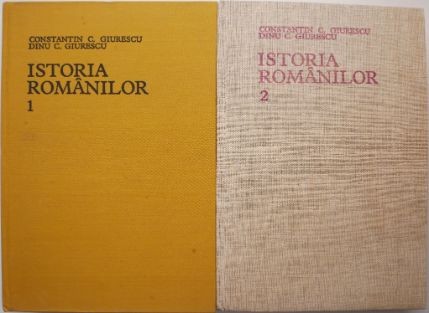 CONSTANTIN C. GIURESCU
DINU C. GIURESCU
ISTORIA
ROMÂNILOR
1
CONSTANTIN C. GIURESCU
DINU C. GIURESCU
ISTORIA
ROMÂNILOR
2